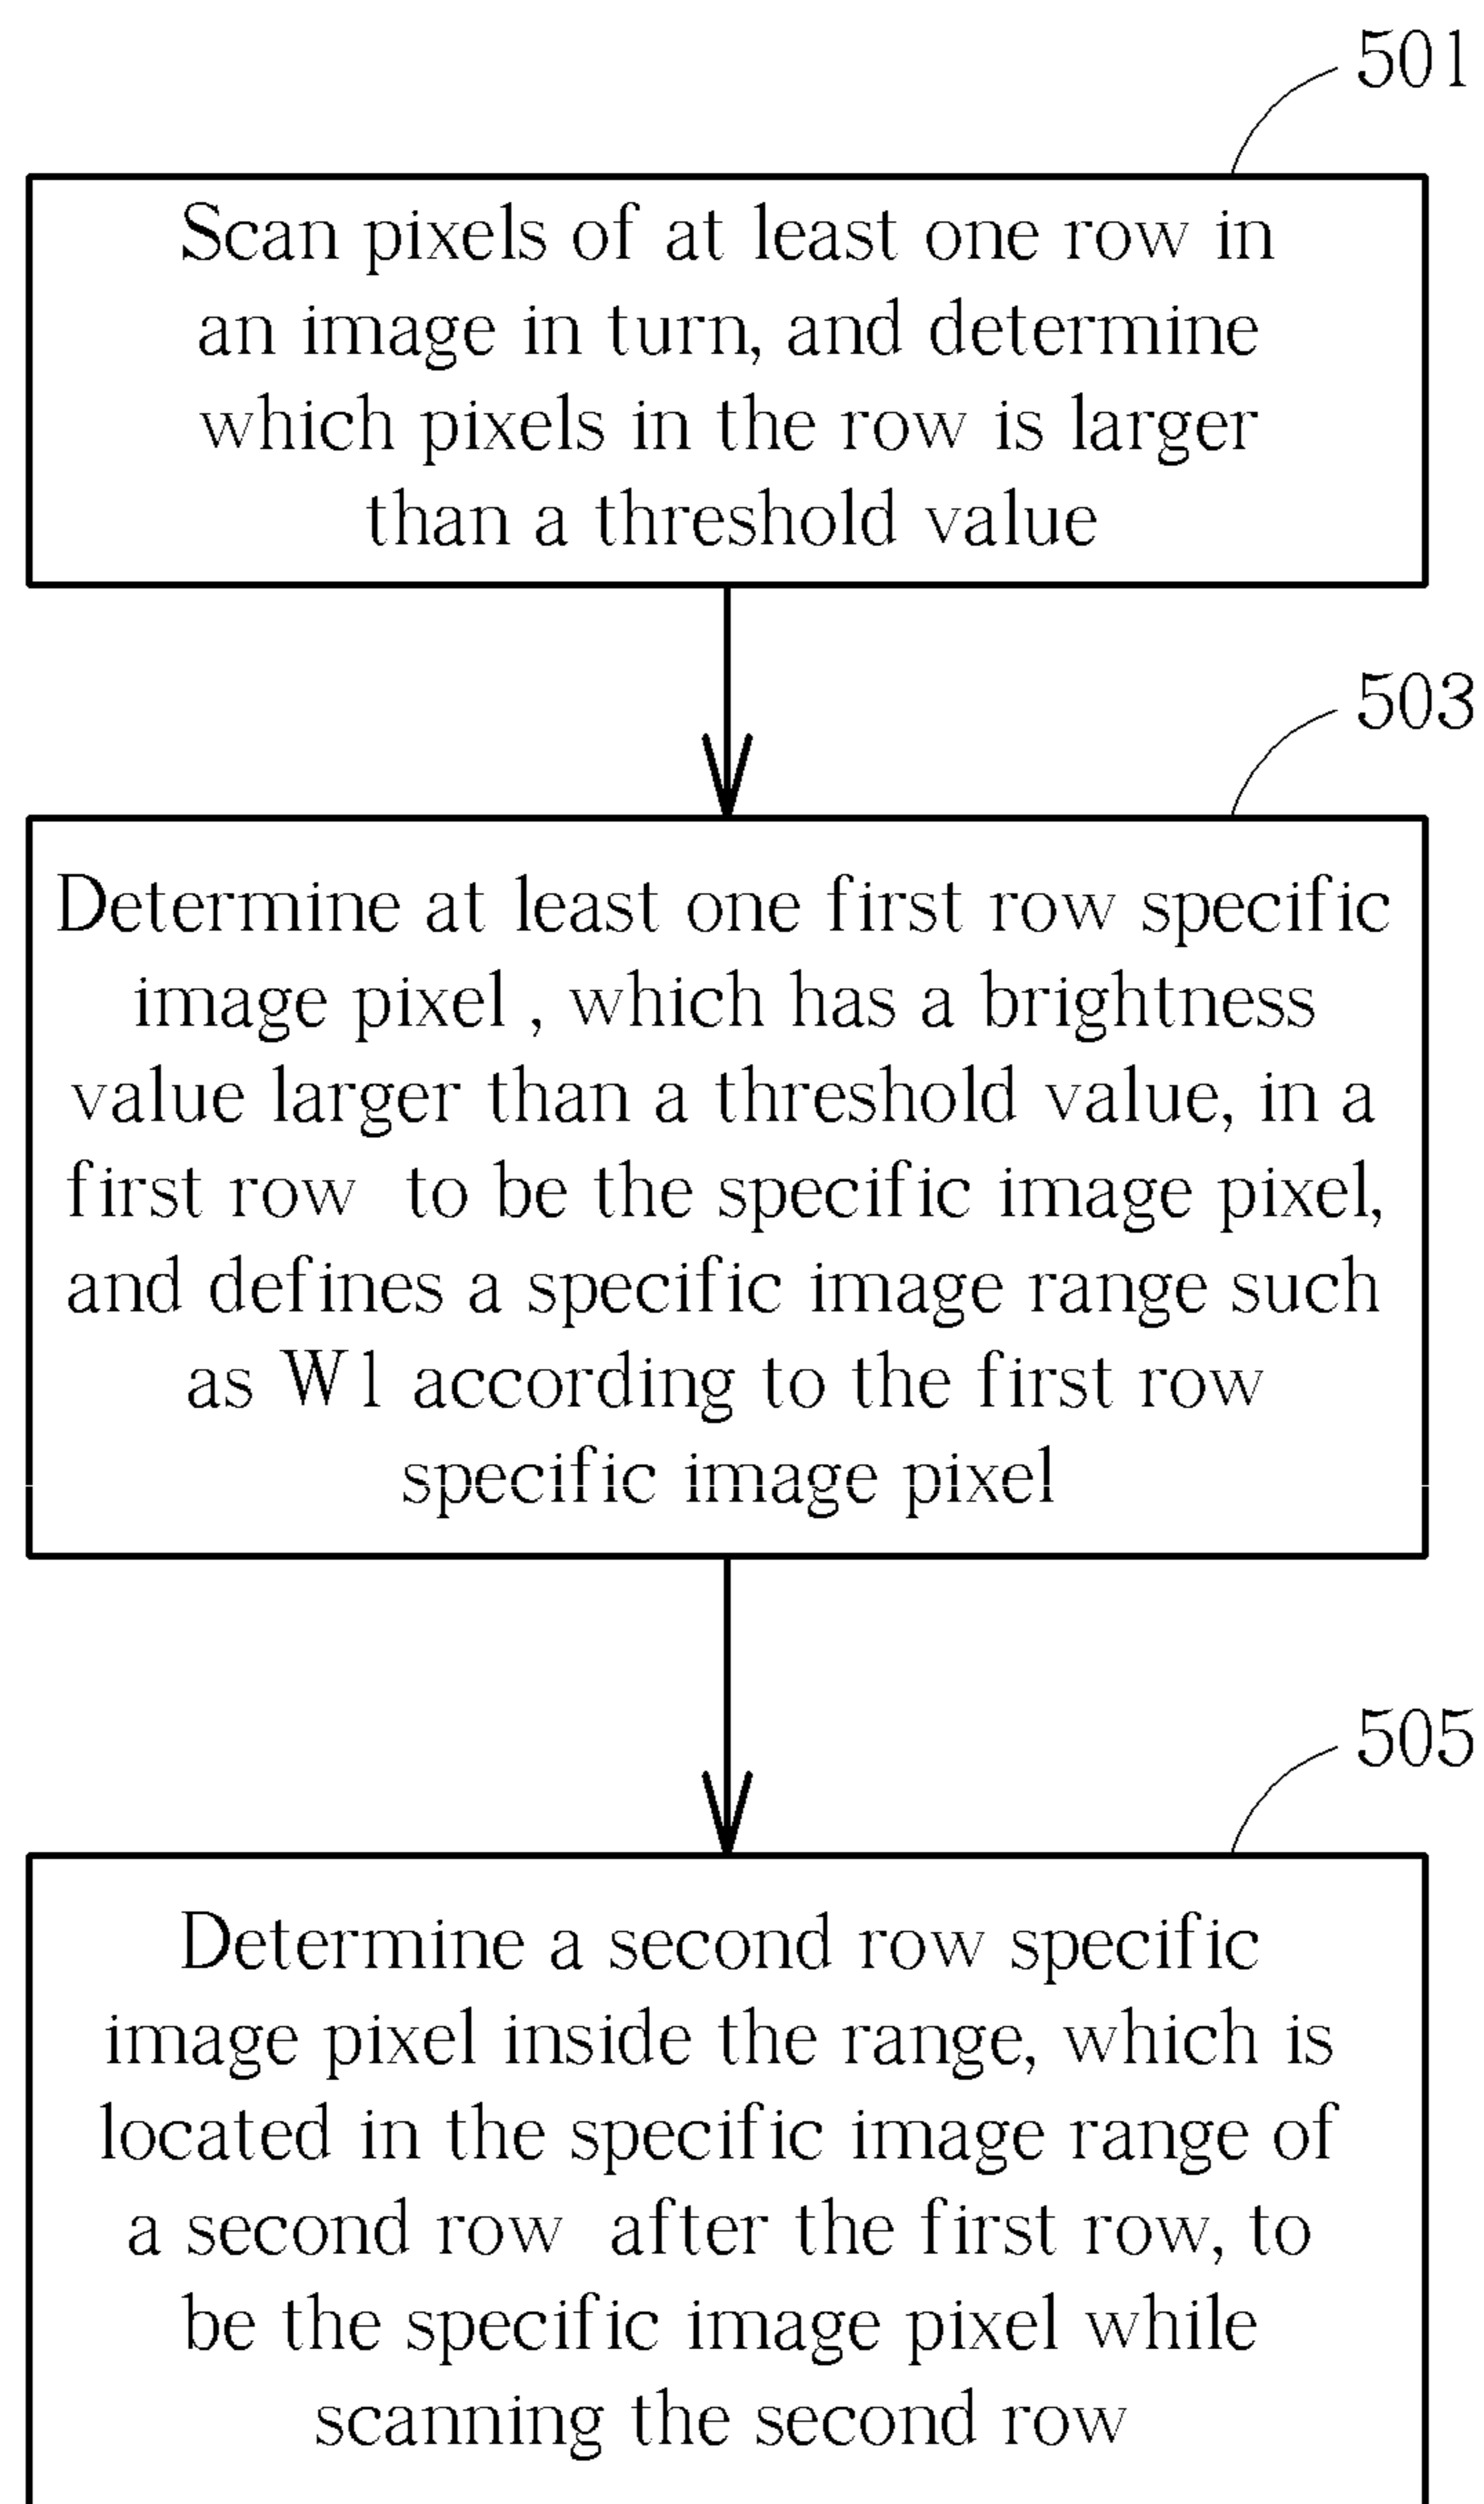 501
Scan pixels of at least one row in
an image in turn, and determine
which pixels in the row is larger
than a threshold value
503
Determine at least one first row specific
image pixel , which has a brightness
value larger than a threshold value, in a
first row to be the specific image pixel,
and defines a specific image range such
as W1 according to the first row
specific image pixel
505
Determine a second row specific
image pixel inside the range, which is
located in the specific image range of
a second row after the first row, to
be the specific image pixel while
scanning the second row